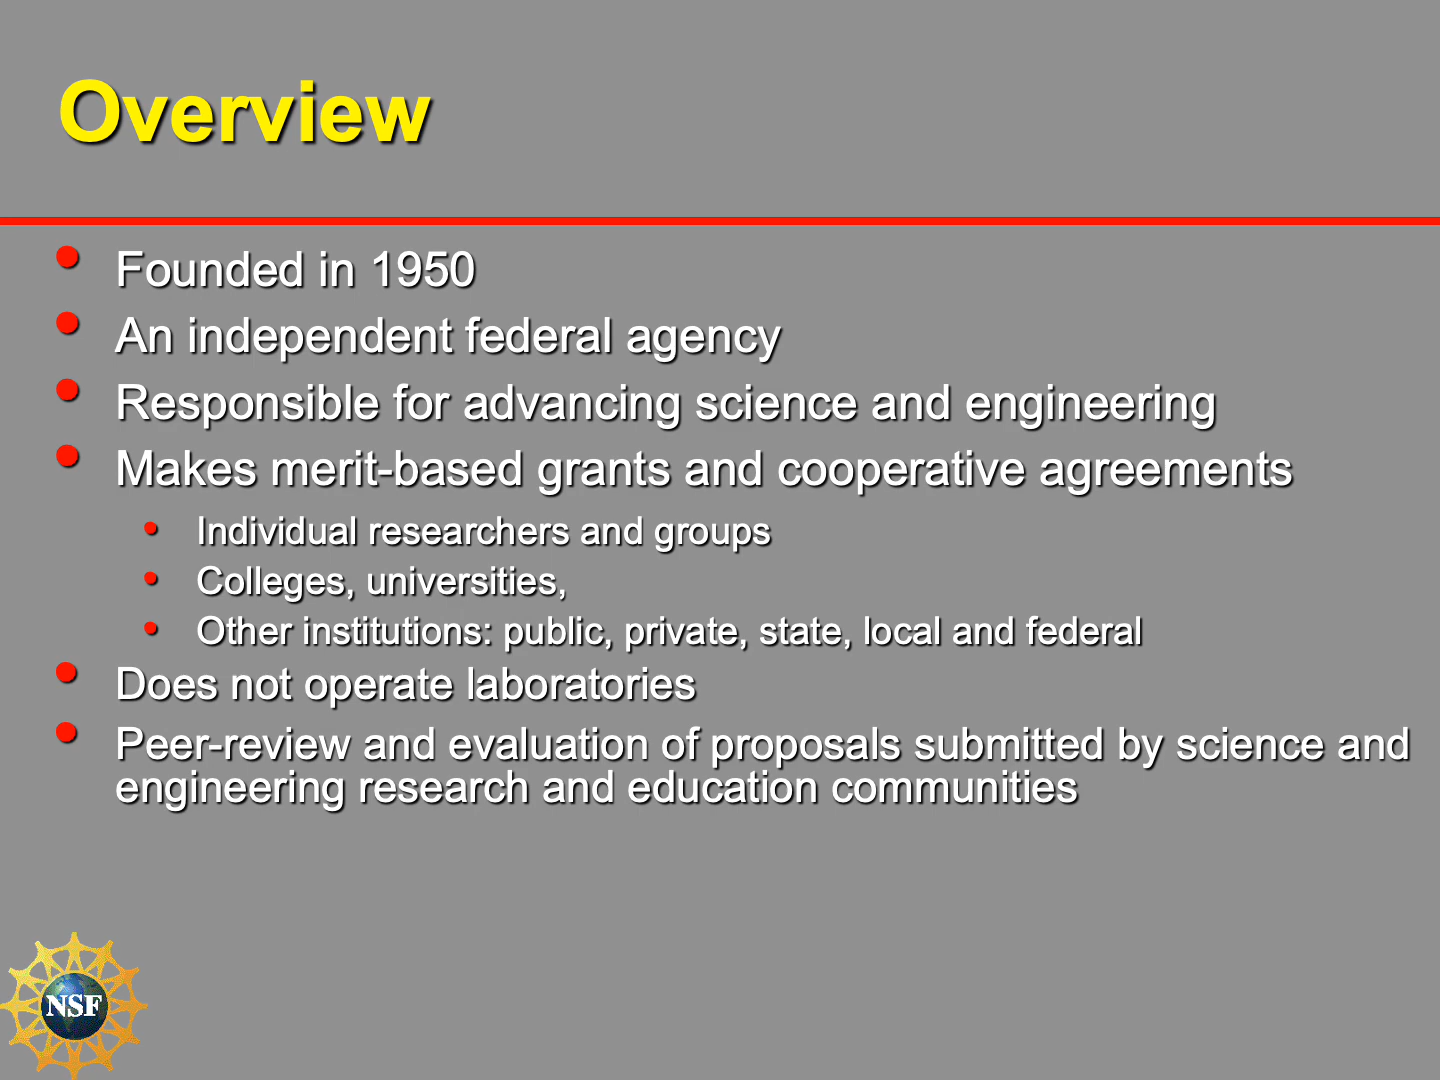 Overview
• Founded in 1950
• An independent federal agency
• Responsible for advancing science and engineering
• Makes merit-based grants and cooperative agreements
• Individual researchers and groups
• Colleges, universities,
• Other institutions: public, private, state, local and federal
• Does not operate laboratories
• Peer-review and evaluation of proposals submitted by science and
engineering research and education communities
NSF